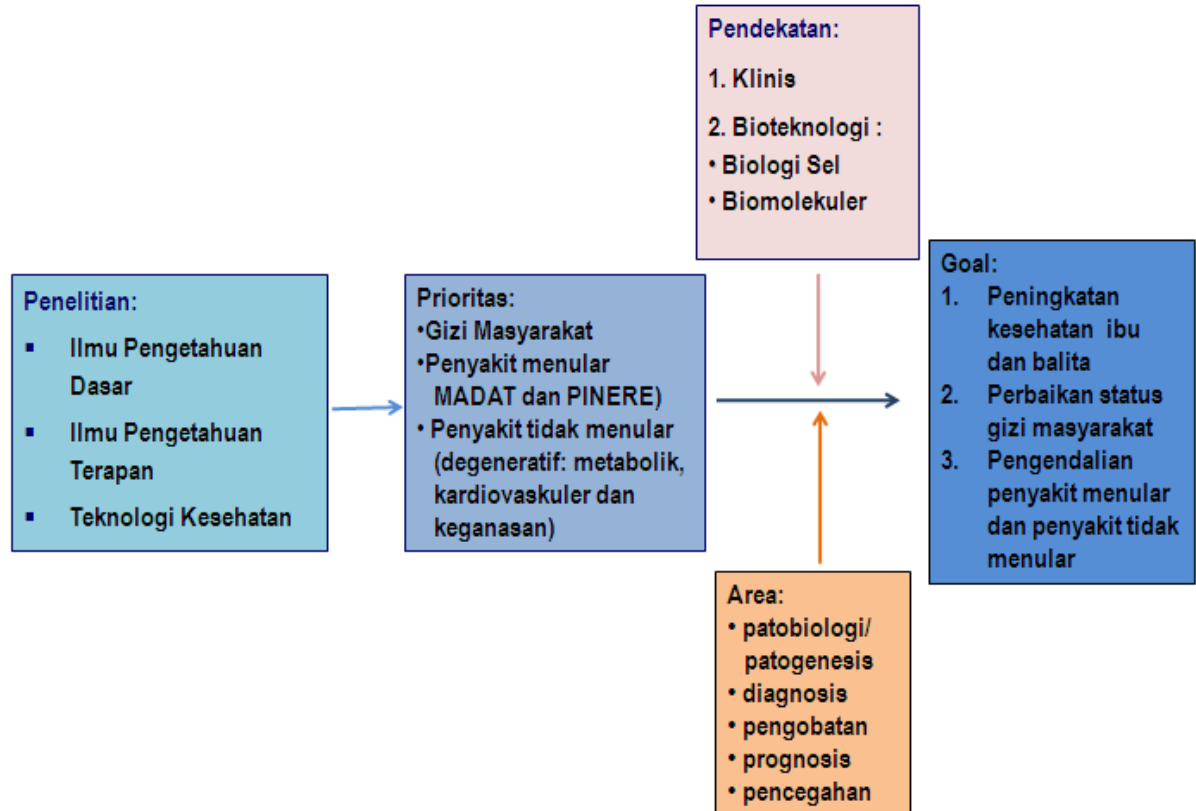 Pendekatan:
1. Klinis
2. Bioteknologi :
• Biologi Sel
• Biomolekuler
Penelitian:
▪ Ilmu Pengetahuan
Dasar
▪ Ilmu Pengetahuan
Terapan
▪ Teknologi Kesehatan
Prioritas:
•Gizi Masyarakat
•Penyakit menular
MADAT dan PINERE)
• Penyakit tidak menular
(degeneratif: metabolik,
kardiovaskuler dan
keganasan)
Goal:
1. Peningkatan
kesehatan ibu
dan balita
2. Perbaikan status
gizi masyarakat
3. Pengendalian
penyakit menular
dan penyakit tidak
menular
Area:
• patobiologi/
patogenesis
• diagnosis
• pengobatan
• prognosis
• pencegahan